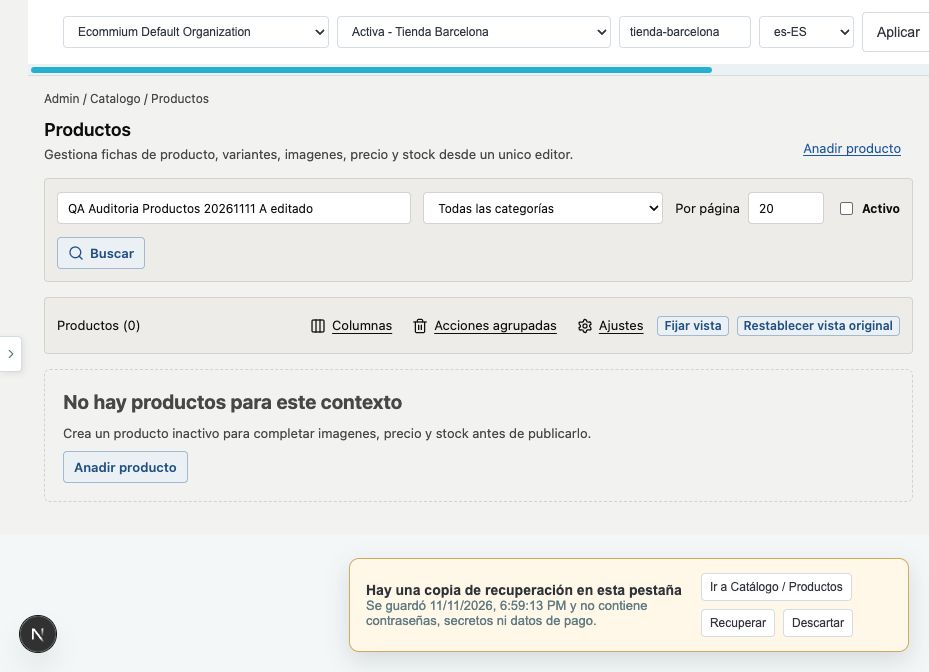 Ecommium Default Organization
Activa - Tienda Barcelona
tienda-barcelona
es-ES
Aplicar
Admin / Catalogo / Productos
Productos
Gestiona fichas de producto, variantes, imagenes, precio y stock desde un unico editor.
Anadir producto
QA Auditoria Productos 20261111 A editado
Todas las categorías
Por página
20
Activo
Buscar
Productos (0)
Columnas
Acciones agrupadas
Ajustes
Fijar vista
Restablecer vista original
No hay productos para este contexto
Crea un producto inactivo para completar imagenes, precio y stock antes de publicarlo.
Anadir producto
Hay una copia de recuperación en esta pestaña
Se guardó 11/11/2026, 6:59:13 PM y no contiene
contraseñas, secretos ni datos de pago.
Ir a Catálogo / Productos
Recuperar
Descartar
N